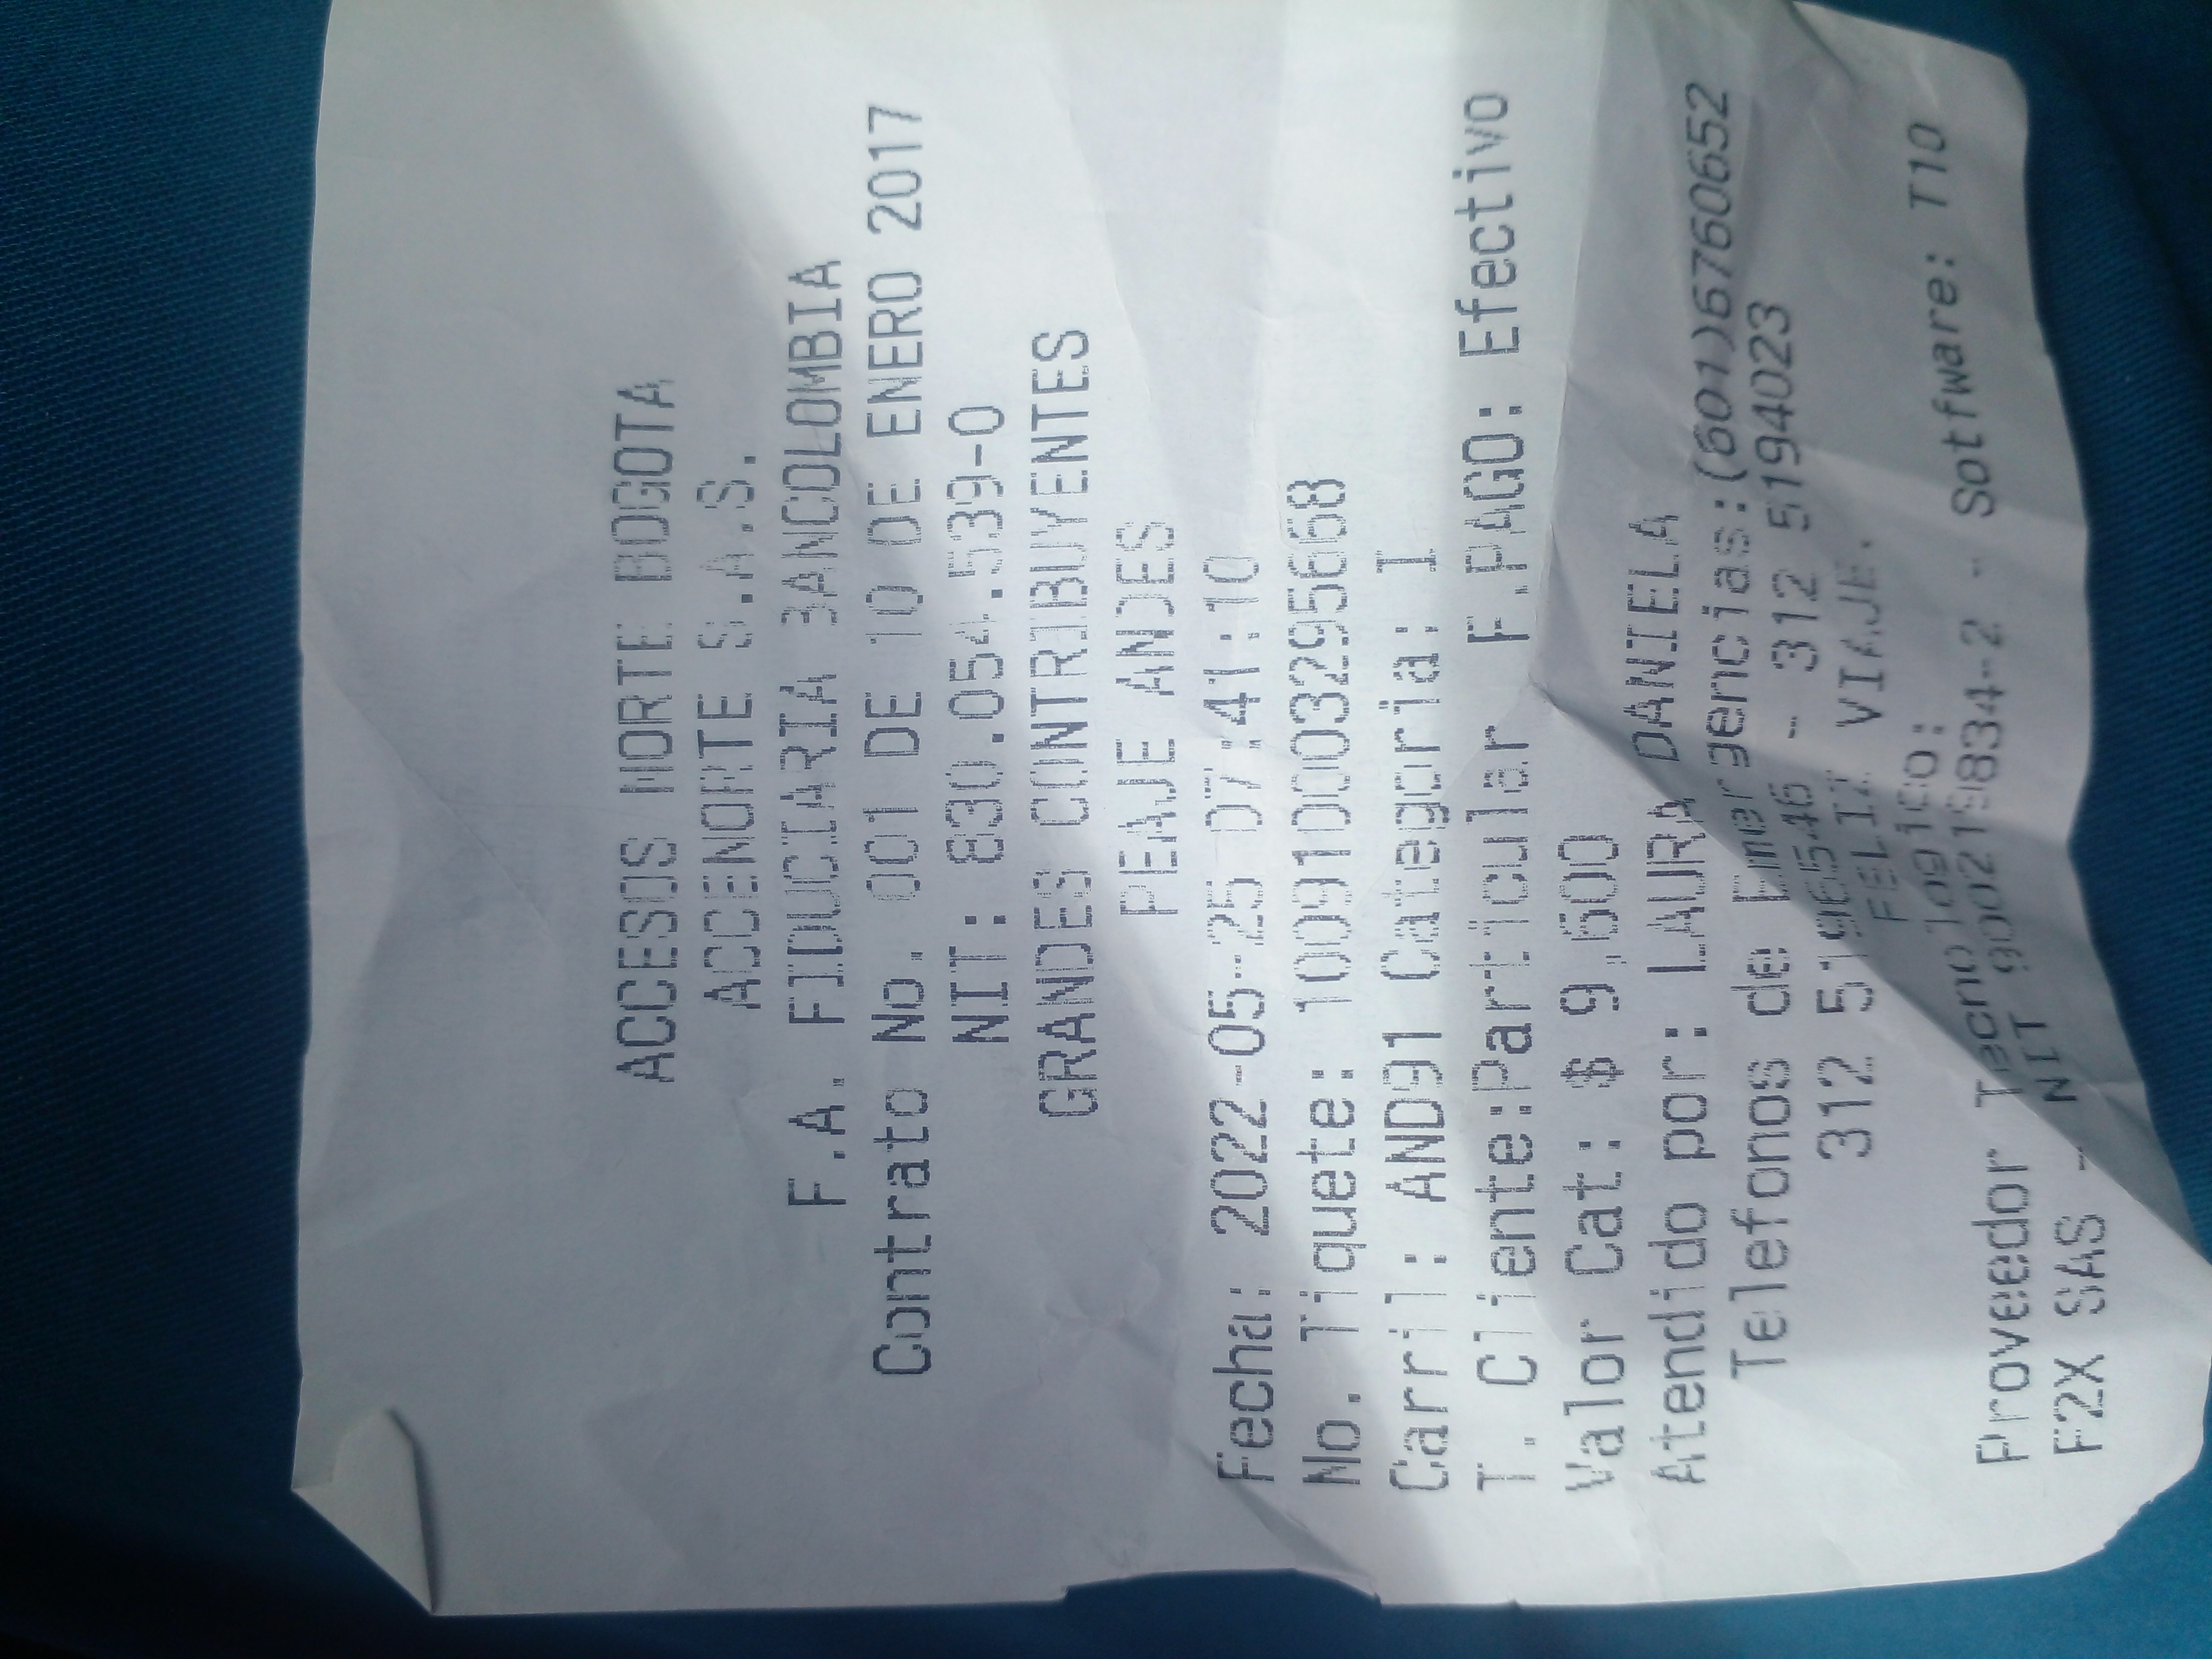 ACCESOS NORTE BOGOTA
ACCENORTE S.A.S.
F.A. FIDUCIARIA BANCOLOMBIA
Contrato No. 001 DE 10 DE ENERO 2017
NIT: 830.054.539-0
GRANDES CONTRIBUYENTES
PEAJE ANDES
Fecha: 2022-05-25 07:41:10
No. Tiquete: 100910003295668
Carril: AND91 Categoria: I
T. Cliente:Particular F.PAGO: Efectivo
Valor Cat: $ 9,600
Atendido por: LAURA DANIELA
Telefonos de Emergencias:(601)6760652
312 5196546 - 312 5194023
FELIZ VIAJE.
Proveedor Tecnologico:
F2X SAS - NIT 900219834-2 - Sotfware: T10